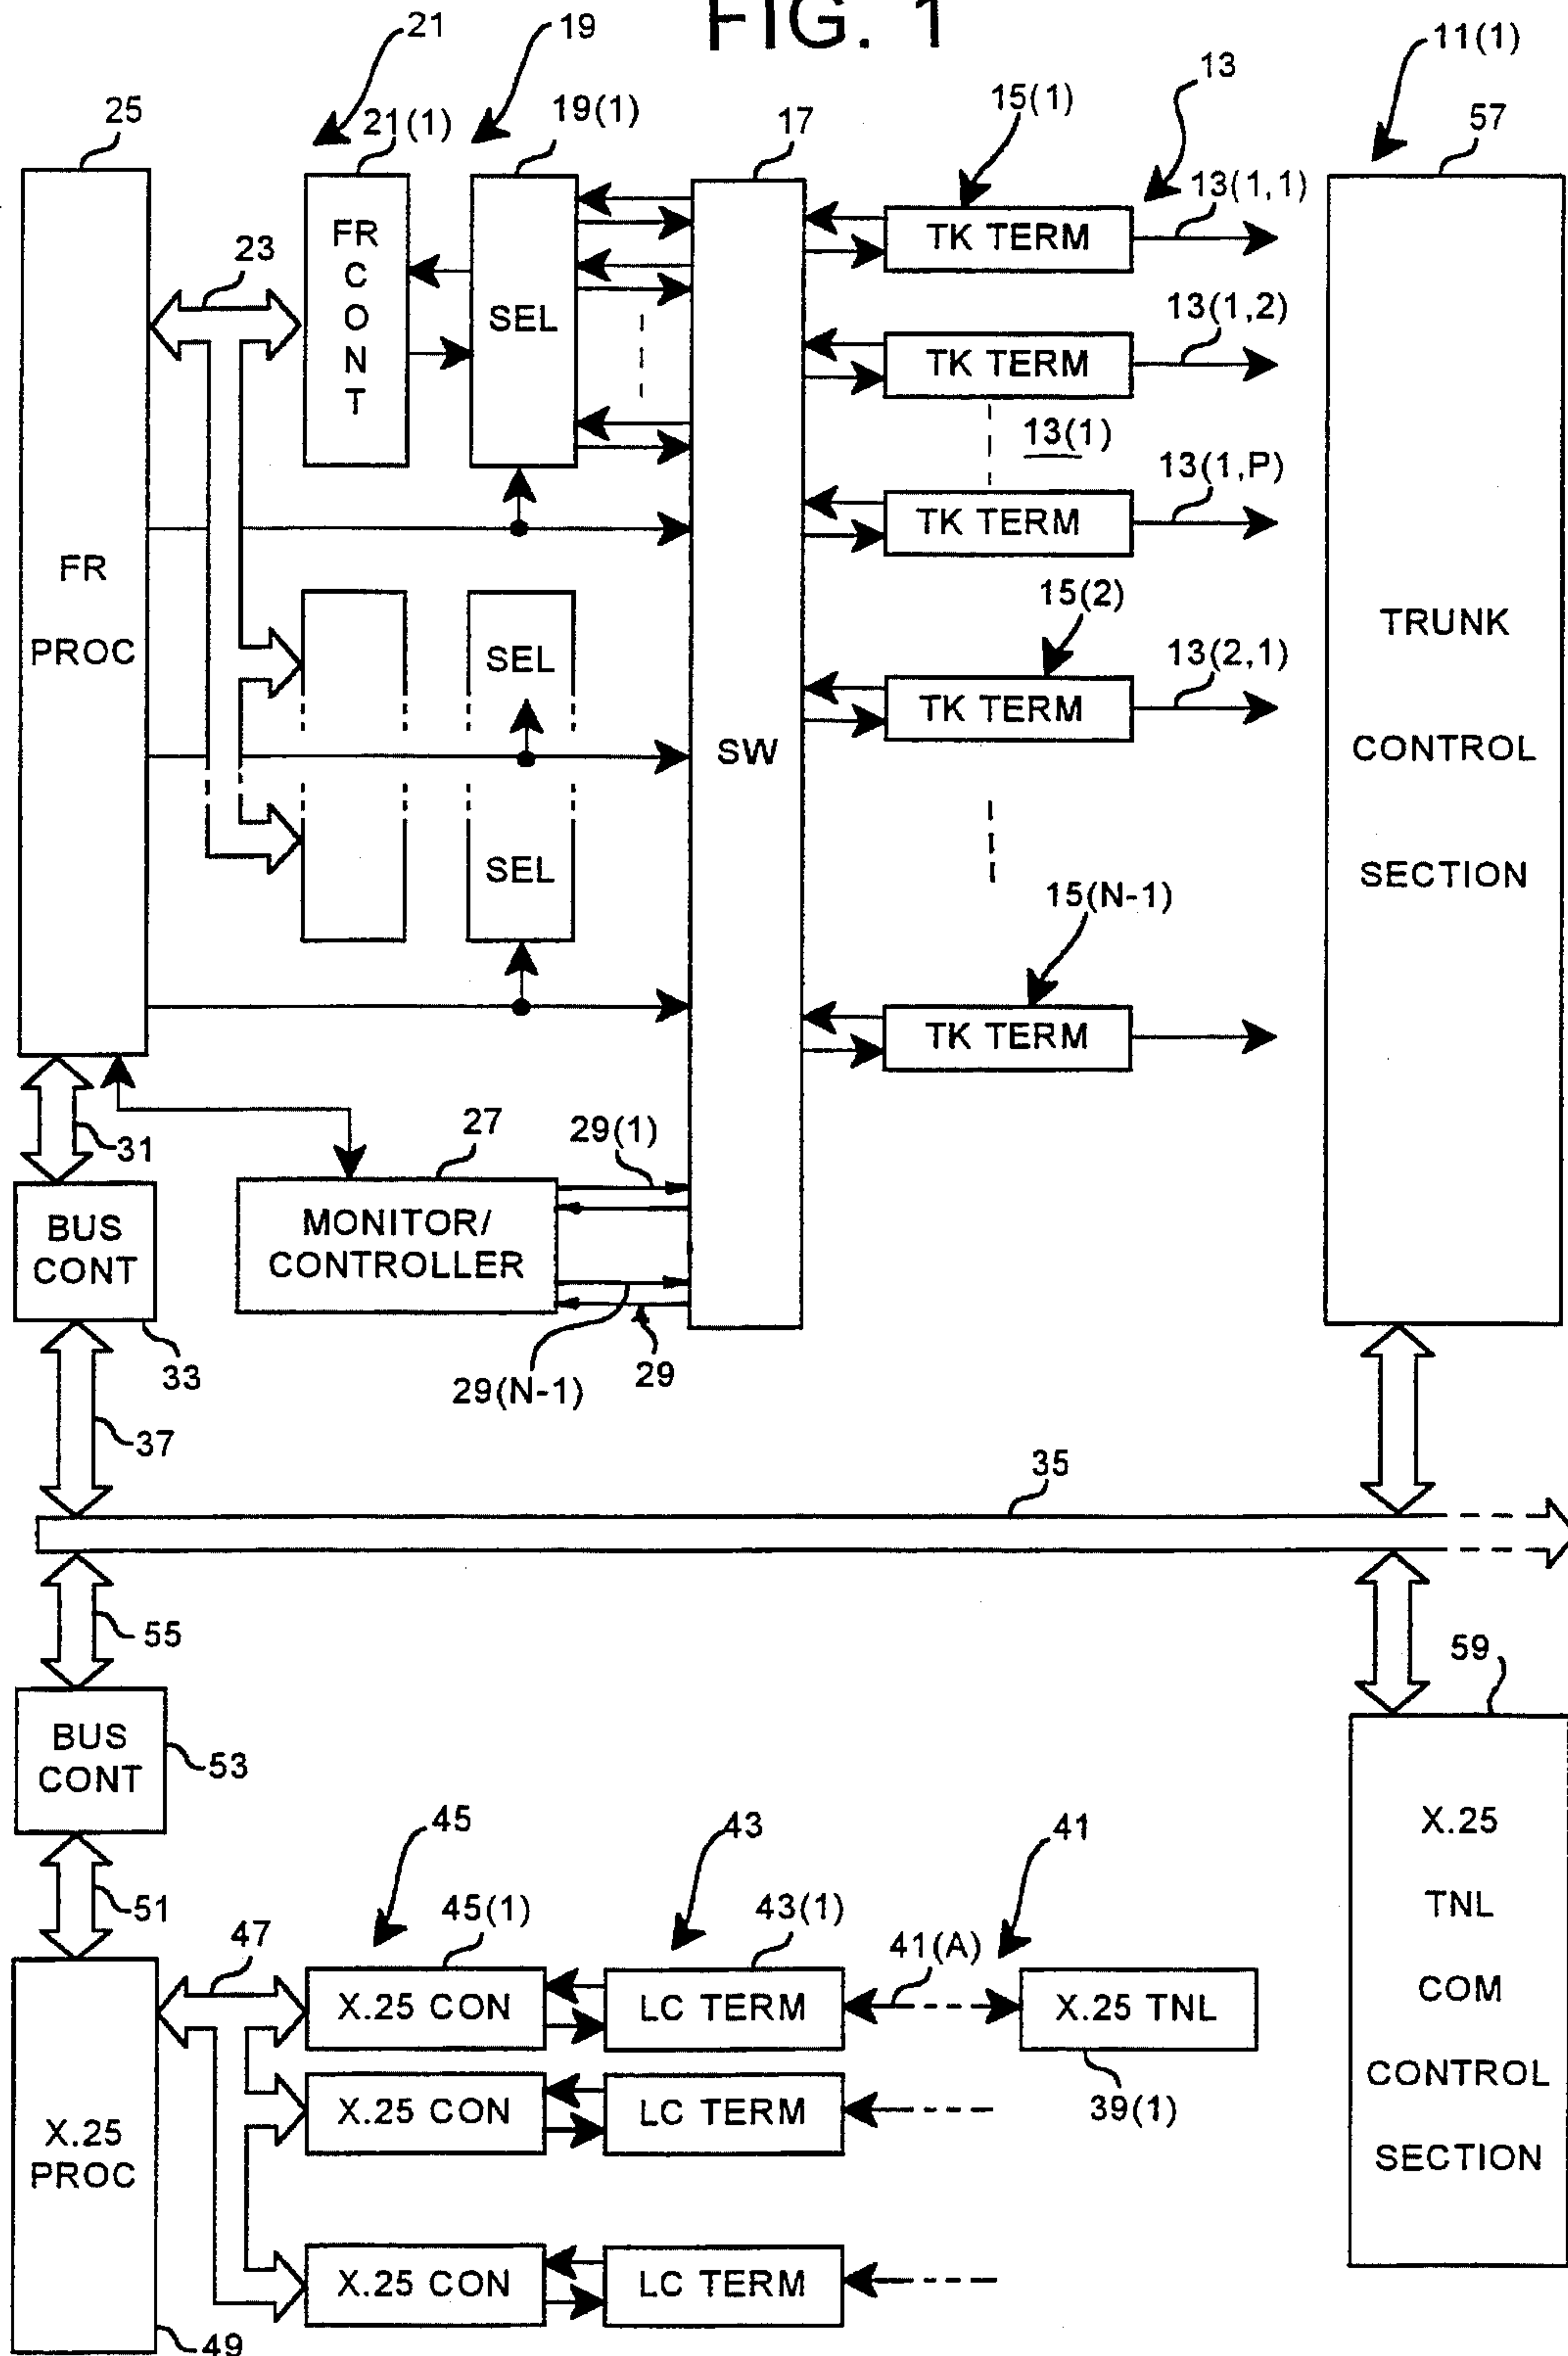 FIG. 1
21
19
11(1)
13
25
21(1)
19(1)
17
15(1)
57
13(1,1)
FR
C
O
N
T
23
SEL
TK TERM
13(1,2)
TK TERM
13(1)
13(1,P)
TK TERM
FR
PROC
15(2)
13(2,1)
SEL
TK TERM
TRUNK
CONTROL
SECTION
SW
SEL
15(N-1)
TK TERM
31
27
29(1)
BUS
CONT
MONITOR/
CONTROLLER
33
29(N-1)
29
37
35
55
59
BUS
CONT
53
X.25
TNL
COM
CONTROL
SECTION
45
43
41
51
47
45(1)
43(1)
41(A)
X.25 CON
LC TERM
X.25 TNL
39(1)
X.25 CON
LC TERM
X.25
PROC
X.25 CON
LC TERM
49